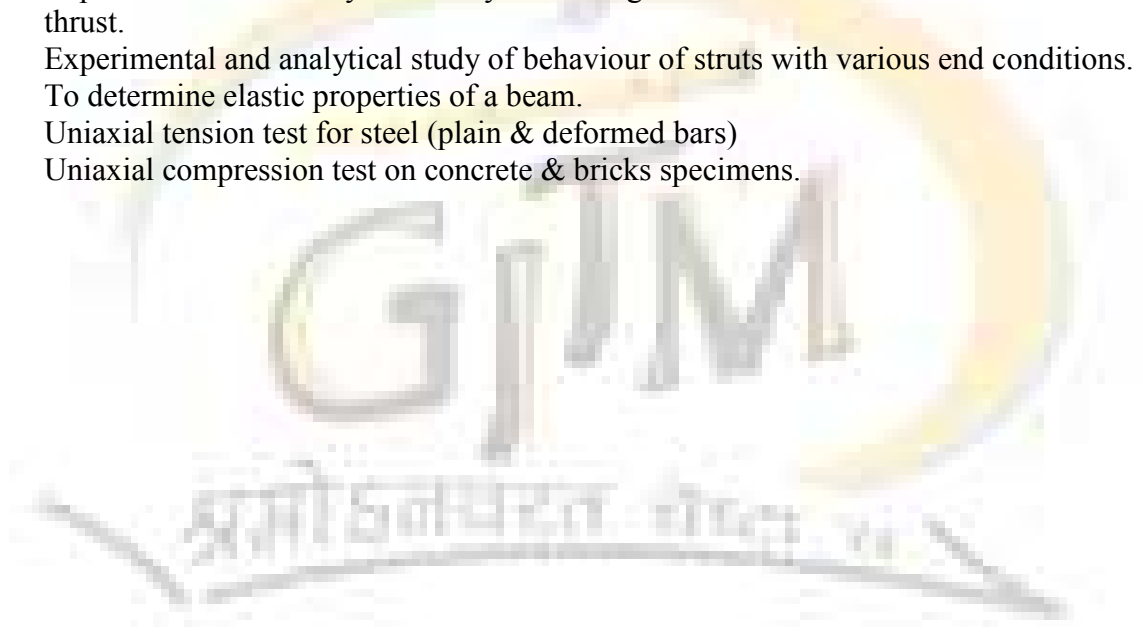 thrust.
Experimental and analytical study of behaviour of struts with various end conditions.
To determine elastic properties of a beam.
Uniaxial tension test for steel (plain & deformed bars)
Uniaxial compression test on concrete & bricks specimens.
GJTM